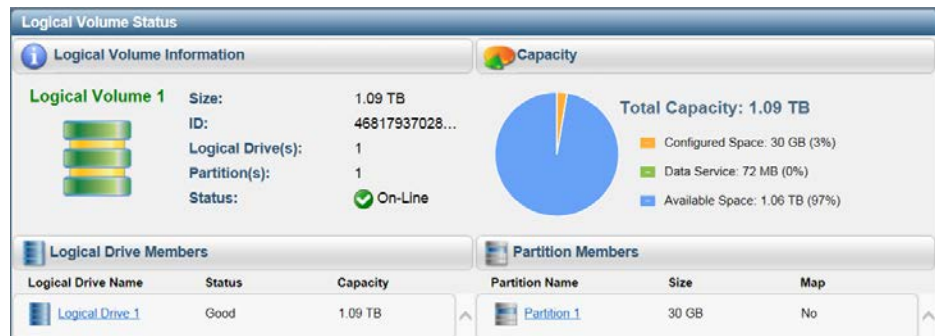 Logical Volume Status
Logical Volume Information
Logical Volume 1
Size: 1.09 TB
ID: 46817937028...
Logical Drive(s): 1
Partition(s): 1
Status: On-Line
Capacity
Total Capacity: 1.09 TB
Configured Space: 30 GB (3%)
Data Service: 72 MB (0%)
Available Space: 1.06 TB (97%)
Logical Drive Members
Logical Drive Name Status Capacity
Logical Drive 1 Good 1.09 TB
Partition Members
Partition Name Size Map
Partition 1 30 GB No